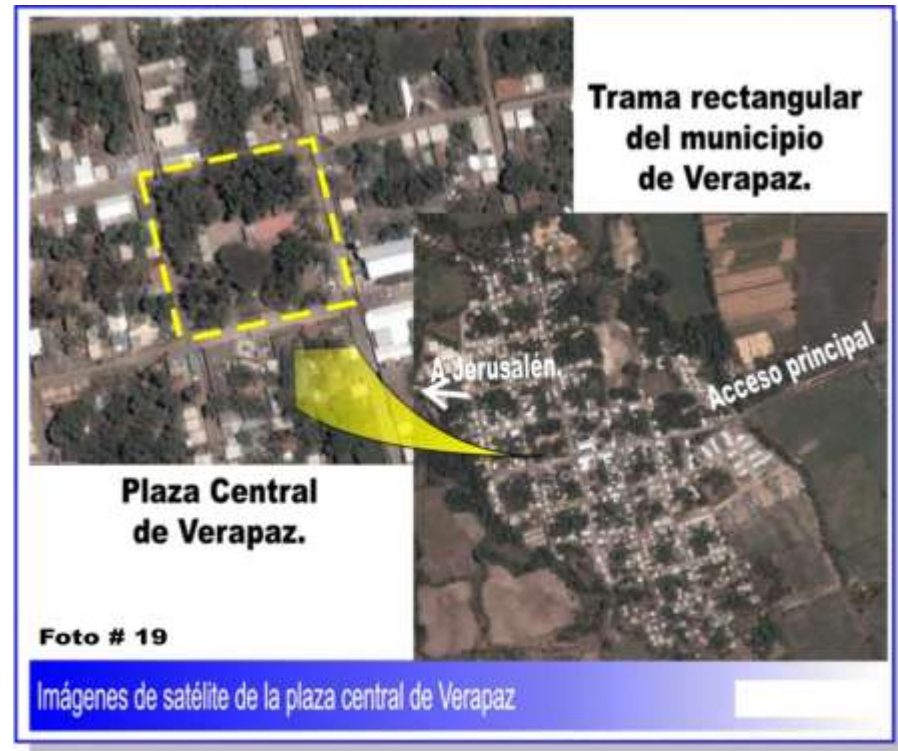 Trama rectangular
del municipio
de Verapaz.
A Jerusalén.
Acceso principal
Plaza Central
de Verapaz.
Foto # 19
Imágenes de satélite de la plaza central de Verapaz